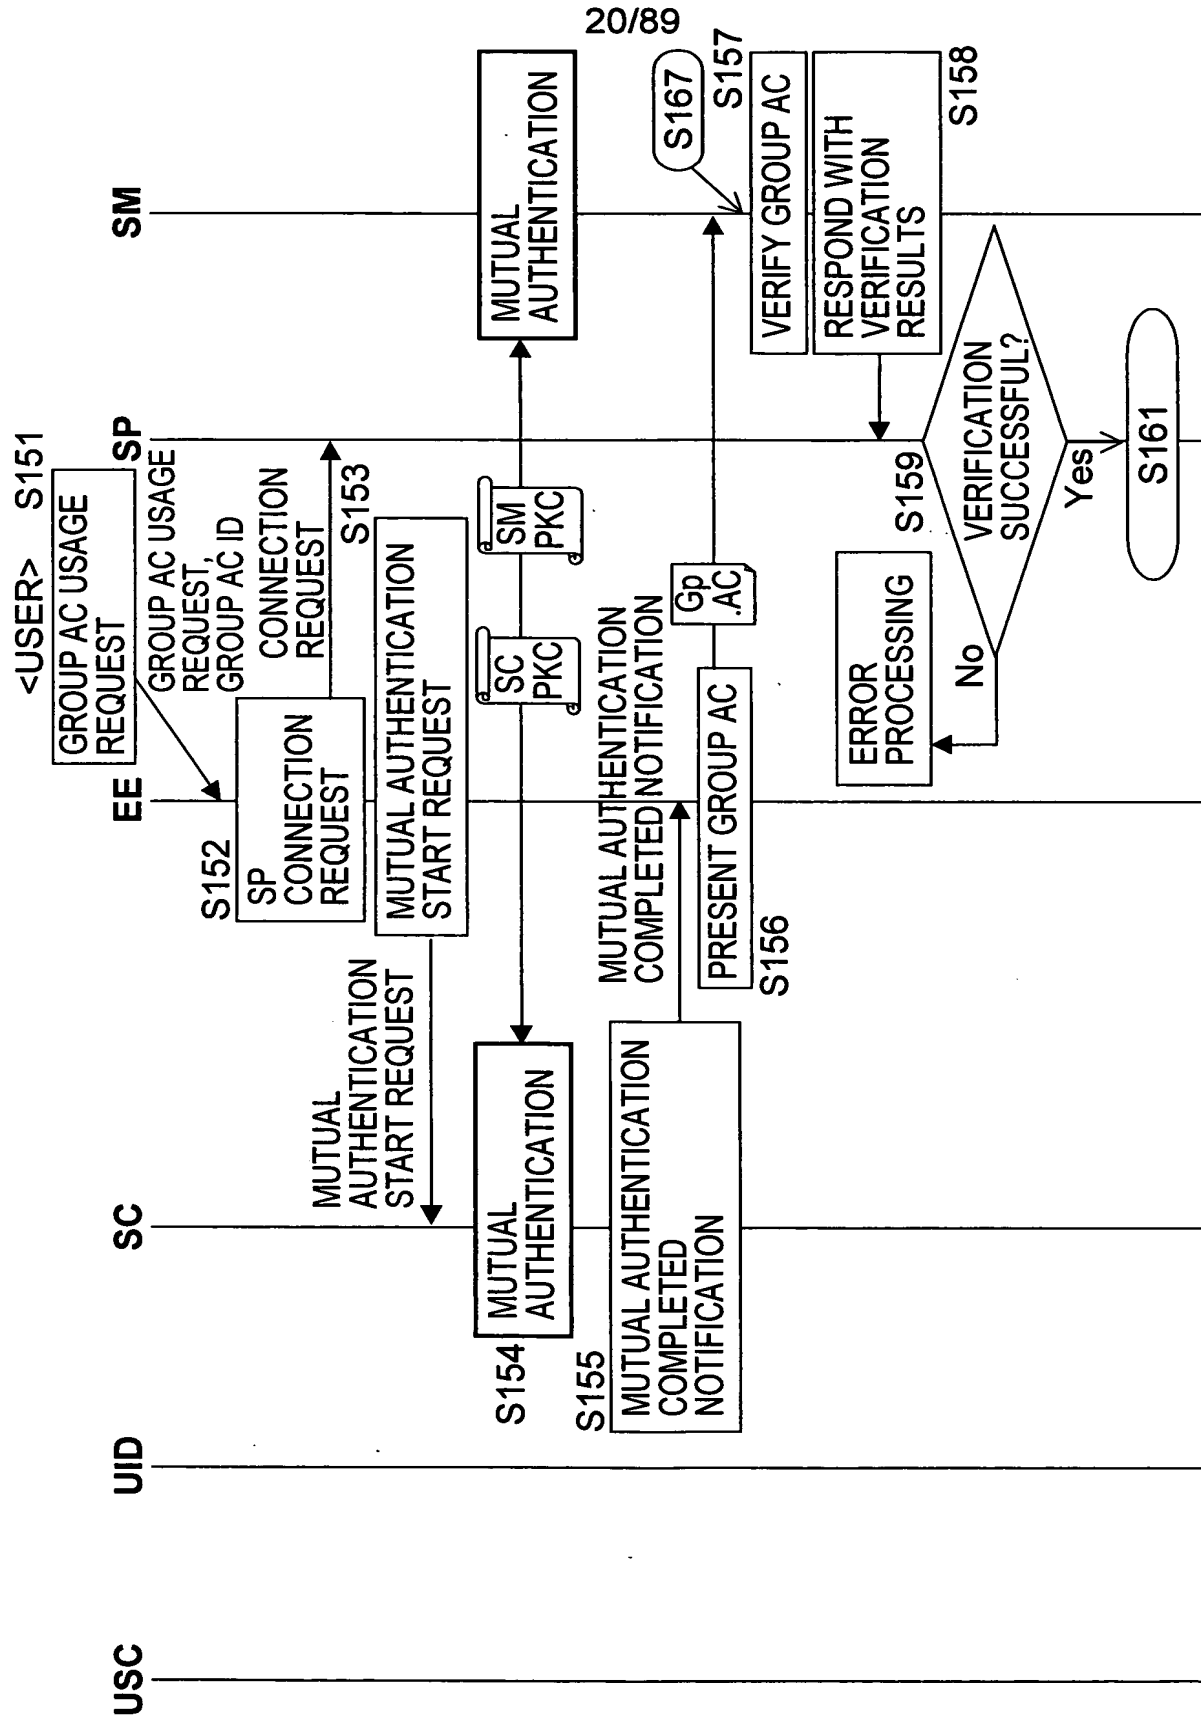 20/89
USC
UID
SC
EE
SP
SM
<USER>
S151
GROUP AC USAGE
REQUEST
GROUP AC USAGE
REQUEST,
GROUP AC ID
S152
SP
CONNECTION
REQUEST
CONNECTION
REQUEST
S153
MUTUAL AUTHENTICATION
START REQUEST
MUTUAL
AUTHENTICATION
START REQUEST
S154
MUTUAL
AUTHENTICATION
SC
PKC
SM
PKC
MUTUAL
AUTHENTICATION
S155
MUTUAL AUTHENTICATION
COMPLETED
NOTIFICATION
MUTUAL AUTHENTICATION
COMPLETED NOTIFICATION
S156
PRESENT GROUP AC
Gp
.AC
S167
S157
VERIFY GROUP AC
RESPOND WITH
VERIFICATION
RESULTS
S158
S159
VERIFICATION
SUCCESSFUL?
No
ERROR
PROCESSING
Yes
S161